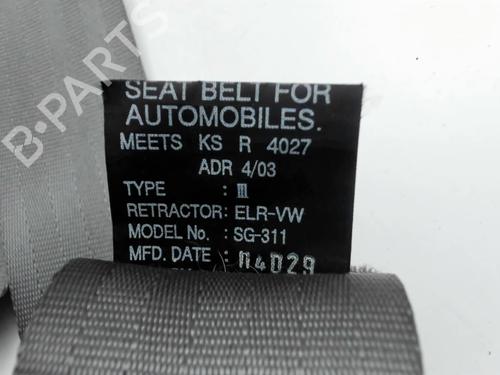 SEAT BELT FOR
AUTOMOBILES.
MEETS KS R 4027
ADR 4/03
TYPE : III
RETRACTOR: ELR-VW
MODEL No. : SG-311
MFD. DATE : 04029
B-PARTS